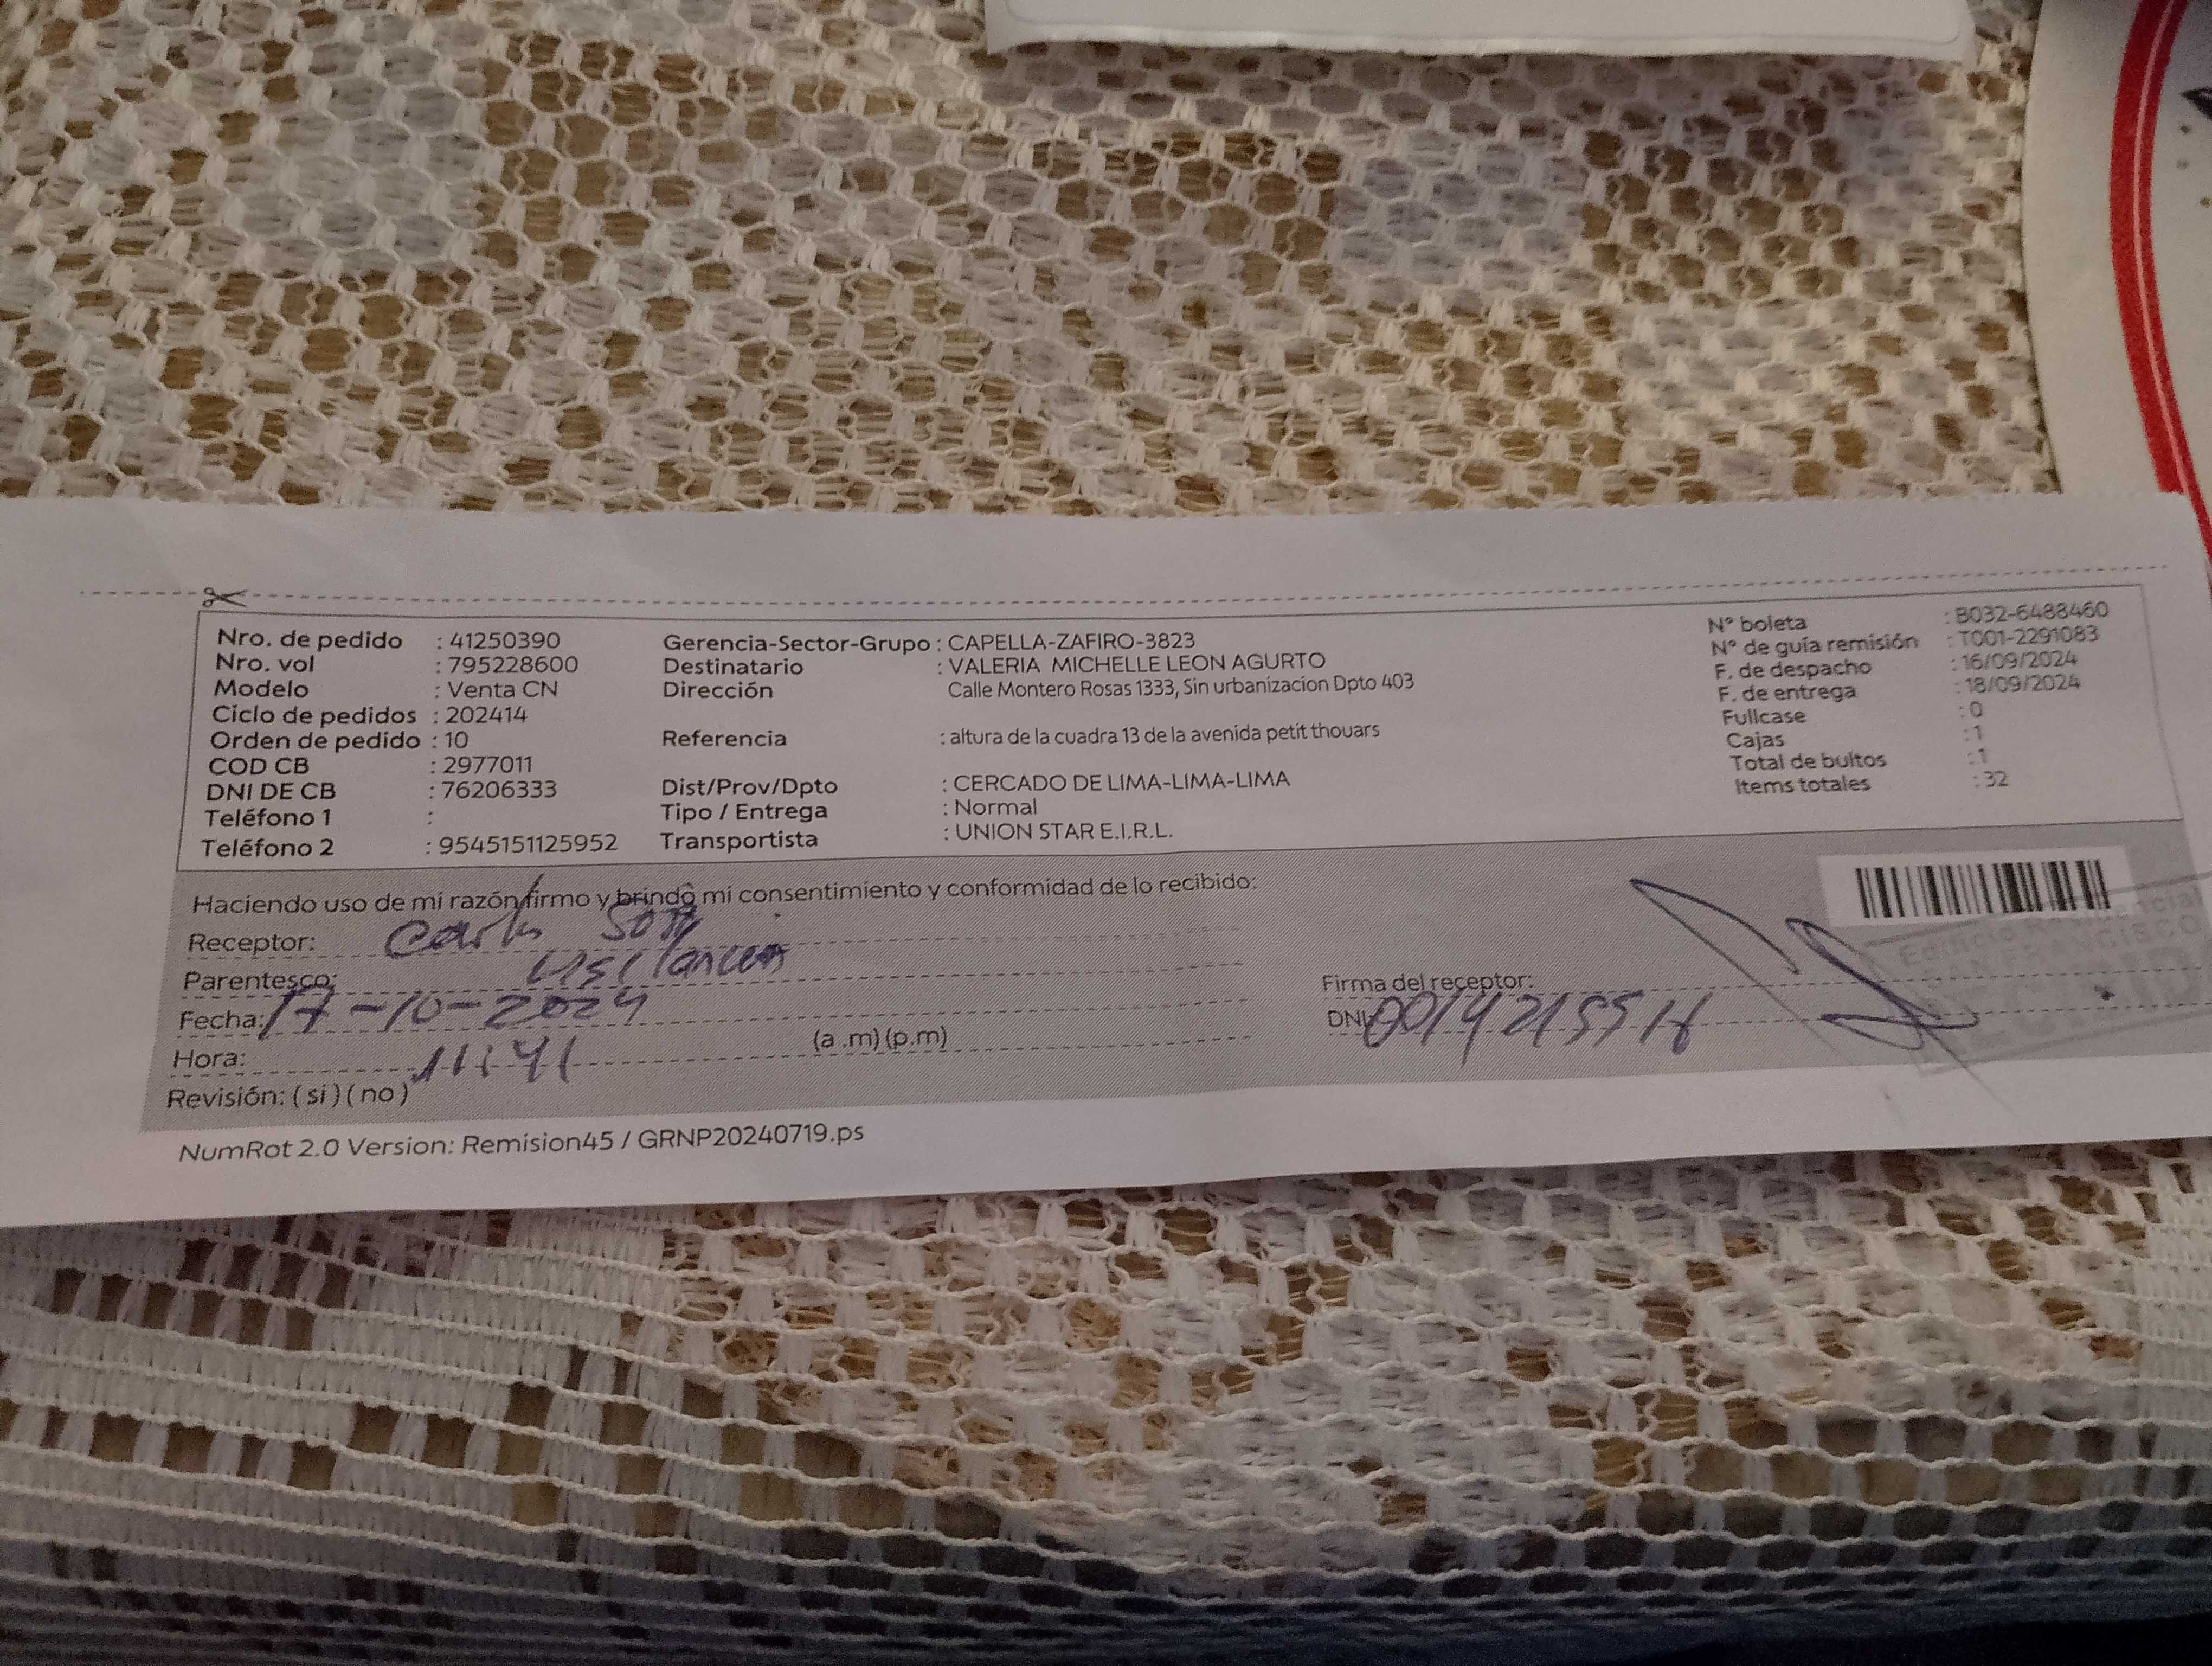 Nro. de pedido : 41250390
Nro. vol : 795228600
Modelo : Venta CN
Ciclo de pedidos : 202414
Orden de pedido : 10
COD CB : 2977011
DNI DE CB : 76206333
Teléfono 1 :
Teléfono 2 : 9545151125952
Gerencia-Sector-Grupo : CAPELLA-ZAFIRO-3823
Destinatario : VALERIA MICHELLE LEON AGURTO
Dirección Calle Montero Rosas 1333, Sin urbanizacion Dpto 403
Referencia : altura de la cuadra 13 de la avenida petit thouars
Dist/Prov/Dpto : CERCADO DE LIMA-LIMA-LIMA
Tipo / Entrega : Normal
Transportista : UNION STAR E.I.R.L.
N° boleta : B032-6488460
N° de guía remisión : T001-2291083
F. de despacho : 16/09/2024
F. de entrega : 18/09/2024
Fullcase : 0
Cajas : 1
Total de bultos : 1
Items totales : 32
Haciendo uso de mi razón firmo y brindo mi consentimiento y conformidad de lo recibido:
Receptor:
Parentesco:
Fecha: 17-10-2024
Hora: 11:41 (a .m) (p.m)
Revisión: ( si ) ( no )
Firma del receptor:
DNI
NumRot 2.0 Version: Remision45 / GRNP20240719.ps